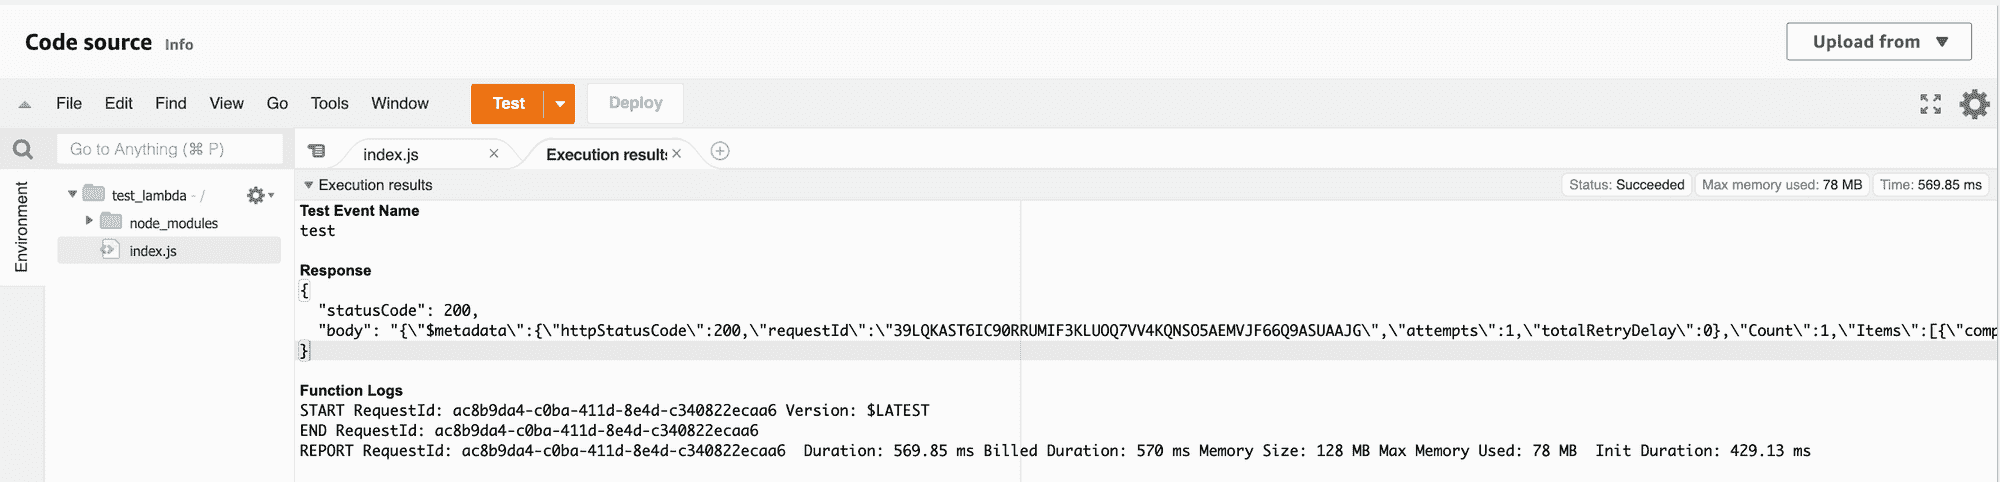 Code source Info
Upload from
File Edit Find View Go Tools Window Test Deploy
Go to Anything (⌘ P)
index.js
Execution results
Environment
test_lambda - /
node_modules
index.js
Execution results
Status: Succeeded Max memory used: 78 MB Time: 569.85 ms
Test Event Name
test
Response
{
"statusCode": 200,
"body": "{\"$metadata\":{\"httpStatusCode\":200,\"requestId\":\"39LQKAST6IC90RRUMIF3KLUOQ7VV4KQNSO5AEMVJF66Q9ASUAAJG\",\"attempts\":1,\"totalRetryDelay\":0},\"Count\":1,\"Items\":[{\"comp
}
Function Logs
START RequestId: ac8b9da4-c0ba-411d-8e4d-c340822ecaa6 Version: $LATEST
END RequestId: ac8b9da4-c0ba-411d-8e4d-c340822ecaa6
REPORT RequestId: ac8b9da4-c0ba-411d-8e4d-c340822ecaa6 Duration: 569.85 ms Billed Duration: 570 ms Memory Size: 128 MB Max Memory Used: 78 MB Init Duration: 429.13 ms